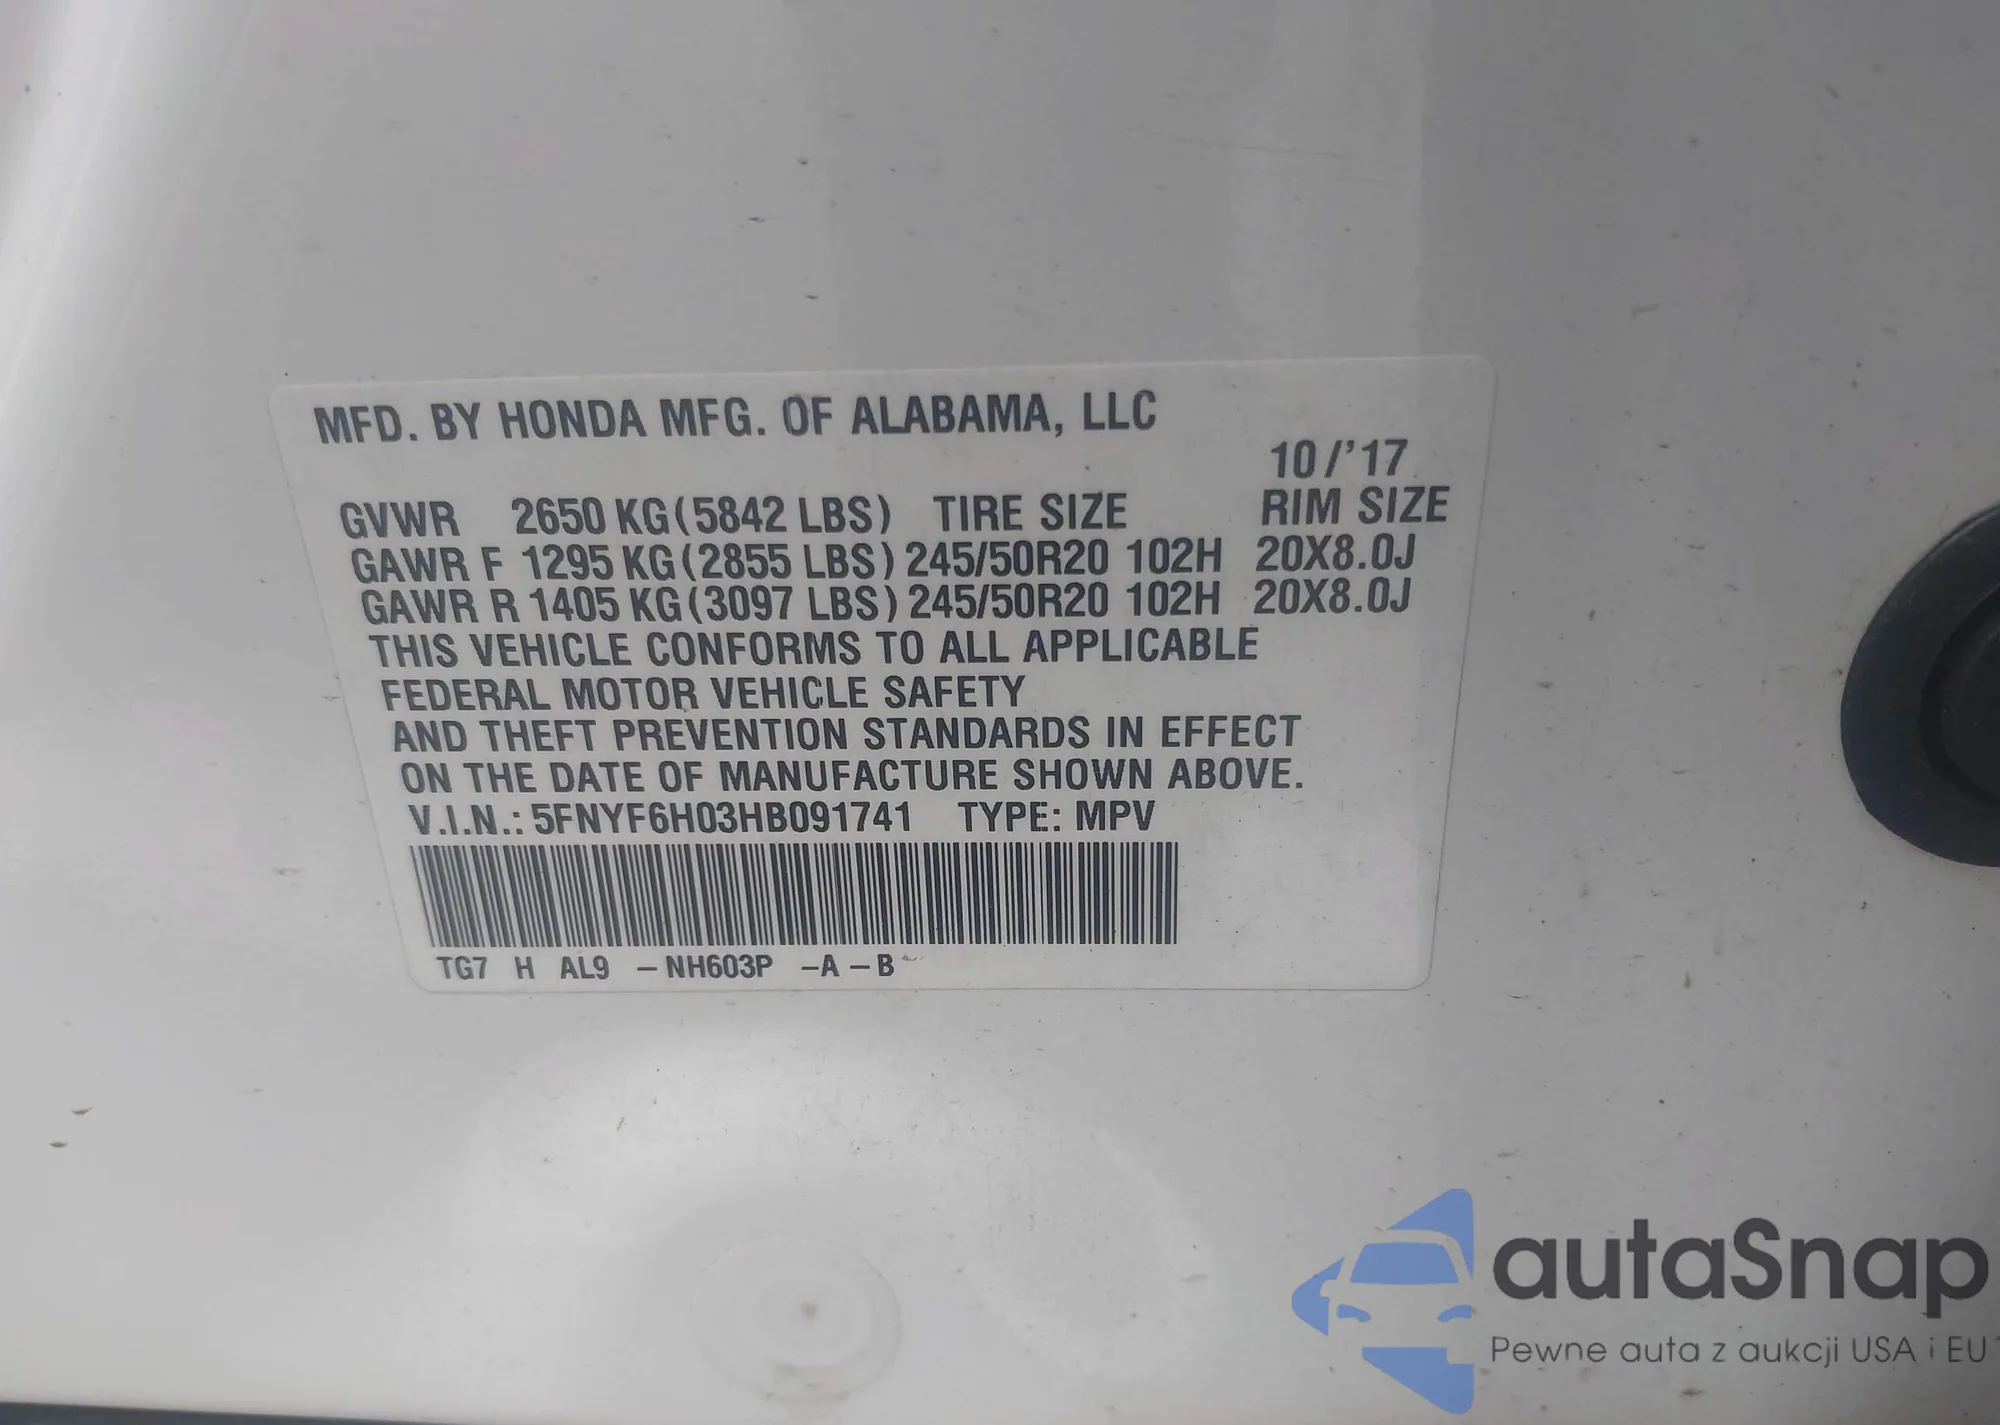 MFD. BY HONDA MFG. OF ALABAMA, LLC
10/'17
GVWR 2650 KG (5842 LBS) TIRE SIZE RIM SIZE
GAWR F 1295 KG (2855 LBS) 245/50R20 102H 20X8.0J
GAWR R 1405 KG (3097 LBS) 245/50R20 102H 20X8.0J
THIS VEHICLE CONFORMS TO ALL APPLICABLE
FEDERAL MOTOR VEHICLE SAFETY
AND THEFT PREVENTION STANDARDS IN EFFECT
ON THE DATE OF MANUFACTURE SHOWN ABOVE.
V.I.N.: 5FNYF6H03HB091741 TYPE: MPV
TG7 H AL9 -NH603P -A -B
autaSnap
Pewne auta z aukcji USA i EU